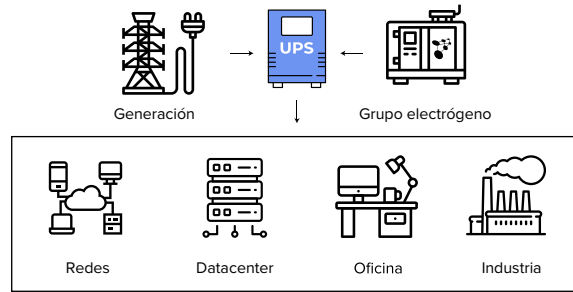 UPS
Generación
Grupo electrógeno
Redes
Datacenter
Oficina
Industria